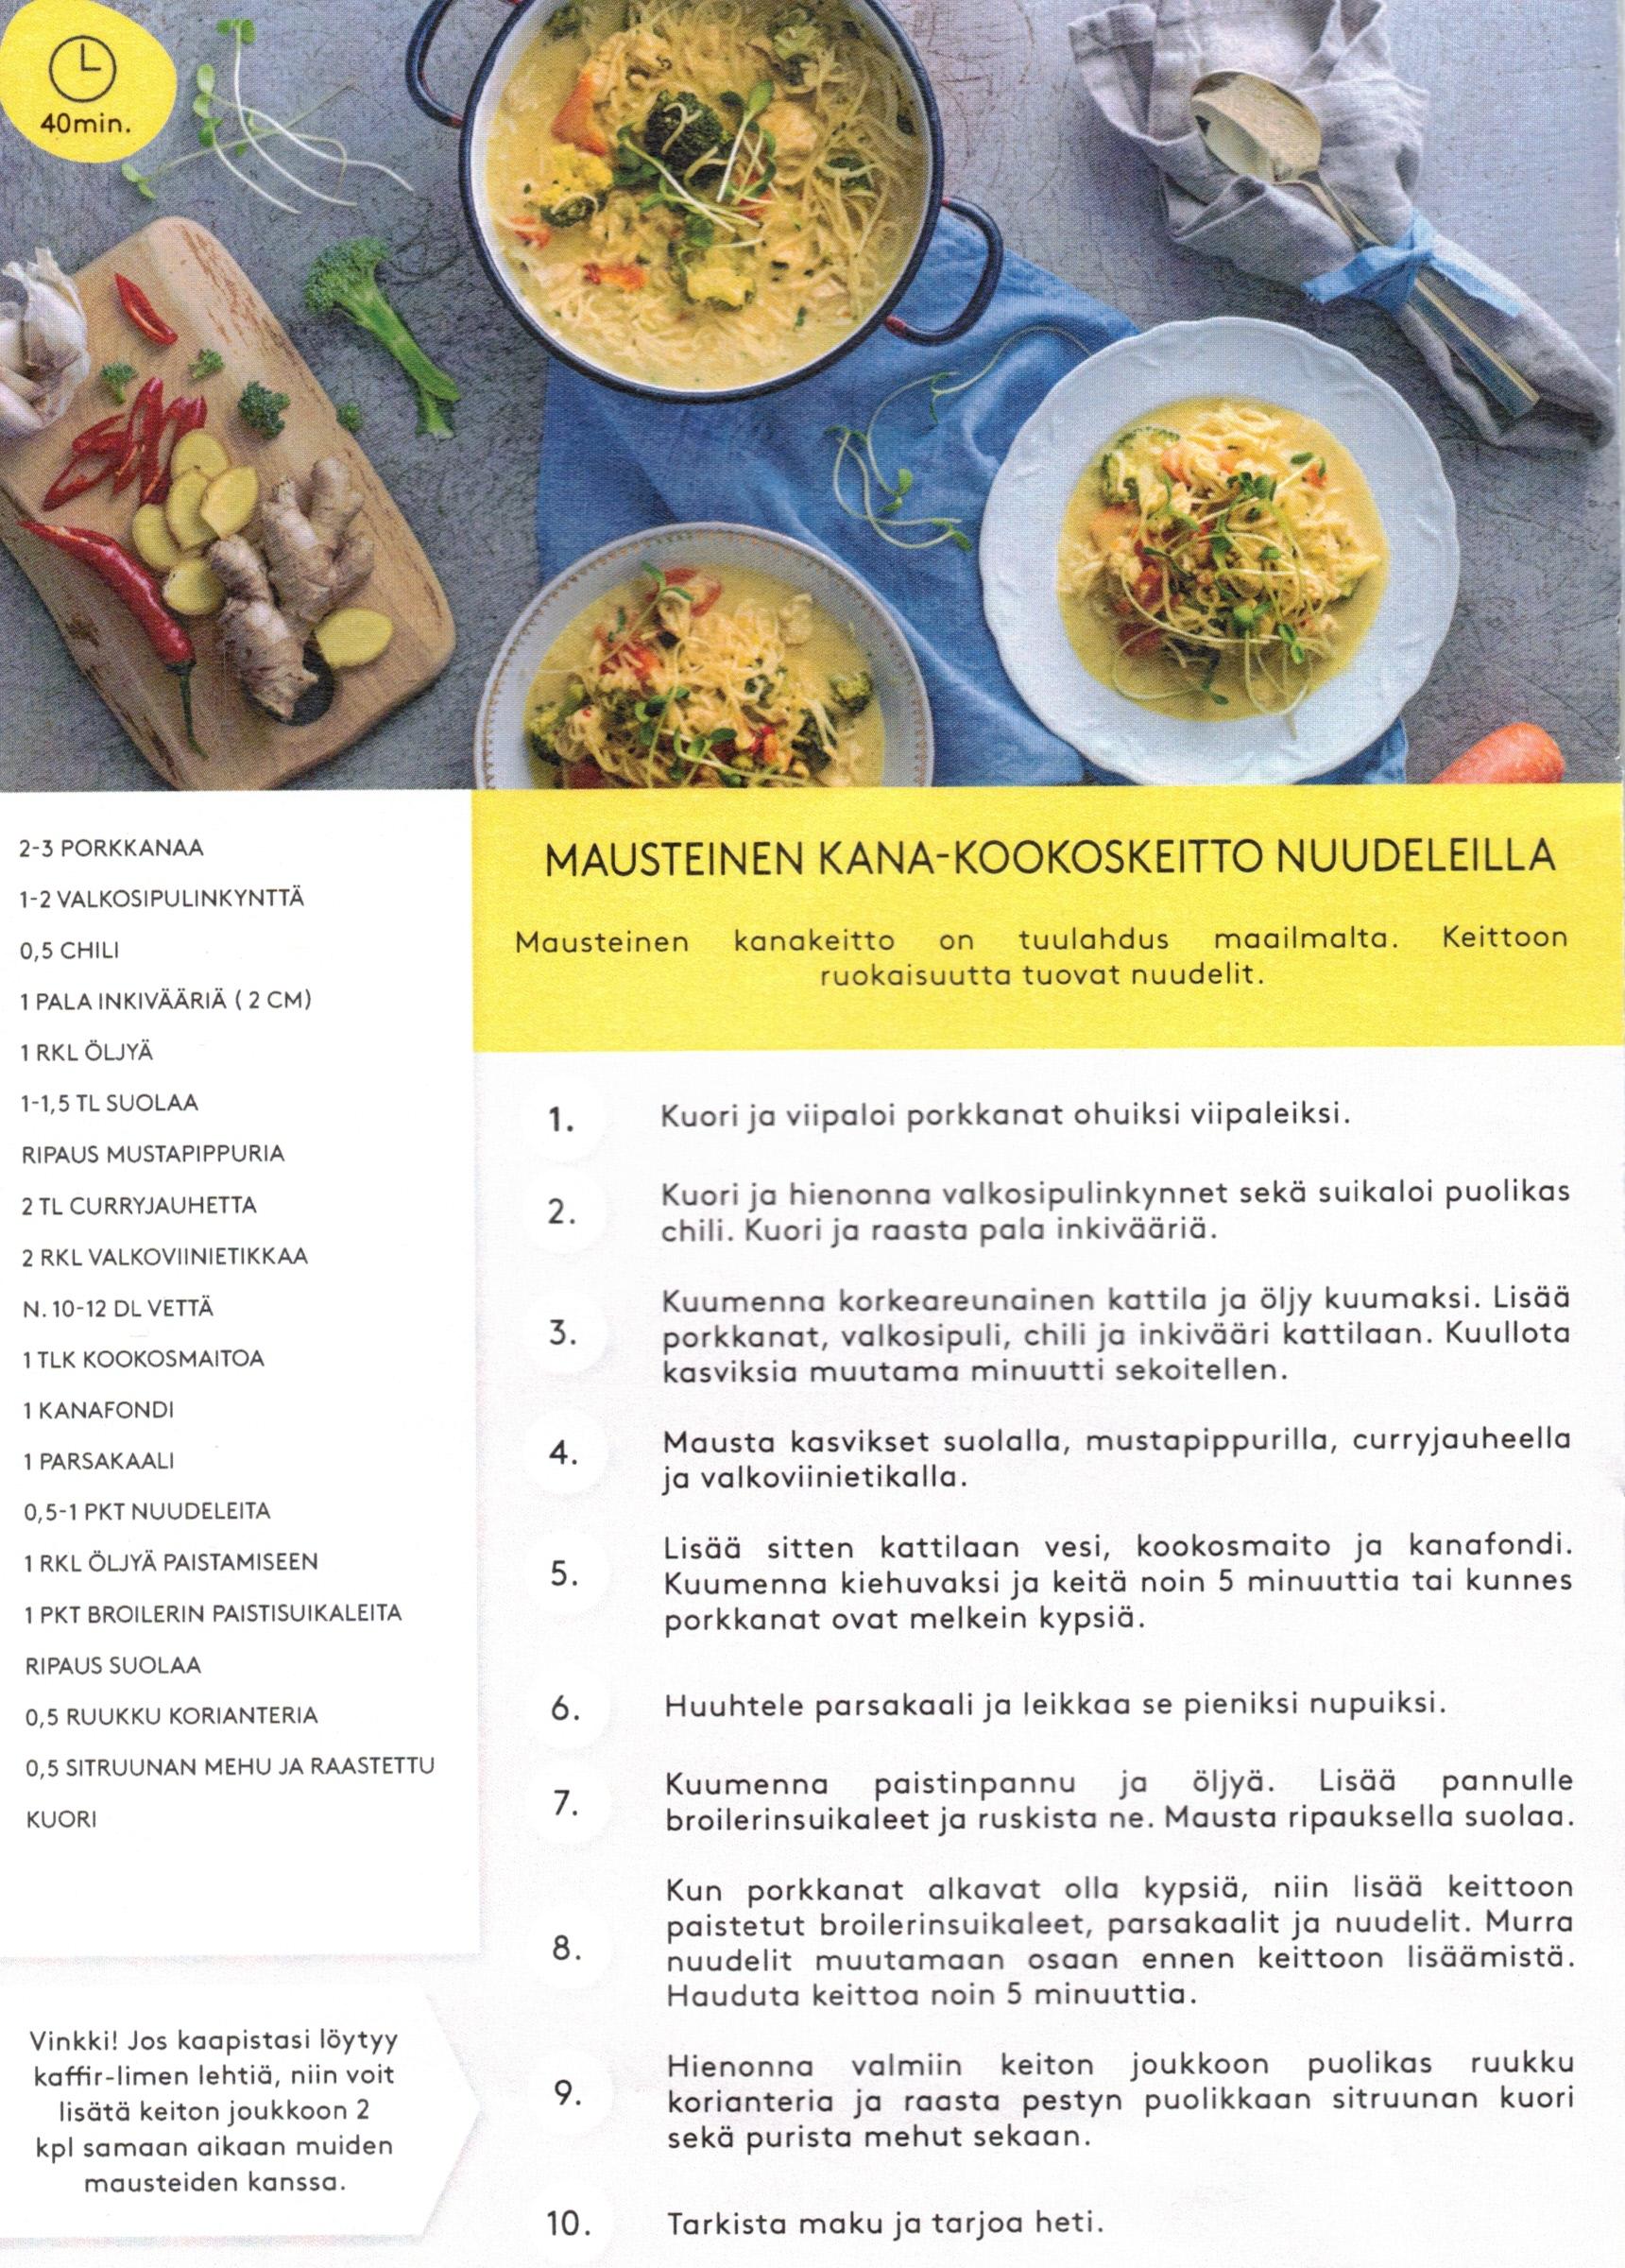 40min.
2-3 PORKKANAA
1-2 VALKOSIPULINKYNTTÄ
0,5 CHILI
1 PALA INKIVÄÄRIÄ ( 2 CM)
1 RKL ÖLJYÄ
1-1,5 TL SUOLAA
RIPAUS MUSTAPIPPURIA
2 TL CURRYJAUHETTA
2 RKL VALKOVIINIETIKKAA
N. 10-12 DL VETTÄ
1 TLK KOOKOSMAITOA
1 KANAFONDI
1 PARSAKAALI
0,5-1 PKT NUUDELEITA
1 RKL ÖLJYÄ PAISTAMISEEN
1 PKT BROILERIN PAISTISUIKALEITA
RIPAUS SUOLAA
0,5 RUUKKU KORIANTERIA
0,5 SITRUUNAN MEHU JA RAASTETTU
KUORI
Vinkki! Jos kaapistasi löytyy
kaffir-limen lehtiä, niin voit
lisätä keiton joukkoon 2
kpl samaan aikaan muiden
mausteiden kanssa.
MAUSTEINEN KANA-KOOKOSKEITTO NUUDELEILLA
Mausteinen kanakeitto on tuulahdus maailmalta. Keittoon
ruokaisuutta tuovat nuudelit.
1. Kuori ja viipaloi porkkanat ohuiksi viipaleiksi.
2. Kuori ja hienonna valkosipulinkynnet sekä suikaloi puolikas
chili. Kuori ja raasta pala inkivääriä.
3. Kuumenna korkeareunainen kattila ja öljy kuumaksi. Lisää
porkkanat, valkosipuli, chili ja inkivääri kattilaan. Kuullota
kasviksia muutama minuutti sekoitellen.
4. Mausta kasvikset suolalla, mustapippurilla, curryjauheella
ja valkoviinietikalla.
5. Lisää sitten kattilaan vesi, kookosmaito ja kanafondi.
Kuumenna kiehuvaksi ja keitä noin 5 minuuttia tai kunnes
porkkanat ovat melkein kypsiä.
6. Huuhtele parsakaali ja leikkaa se pieniksi nupuiksi.
7. Kuumenna paistinpannu ja öljyä. Lisää pannulle
broilerinsuikaleet ja ruskista ne. Mausta ripauksella suolaa.
8. Kun porkkanat alkavat olla kypsiä, niin lisää keittoon
paistetut broilerinsuikaleet, parsakaalit ja nuudelit. Murra
nuudelit muutamaan osaan ennen keittoon lisäämistä.
Hauduta keittoa noin 5 minuuttia.
9. Hienonna valmiin keiton joukkoon puolikas ruukku
korianteria ja raasta pestyn puolikkaan sitruunan kuori
sekä purista mehut sekaan.
10. Tarkista maku ja tarjoa heti.